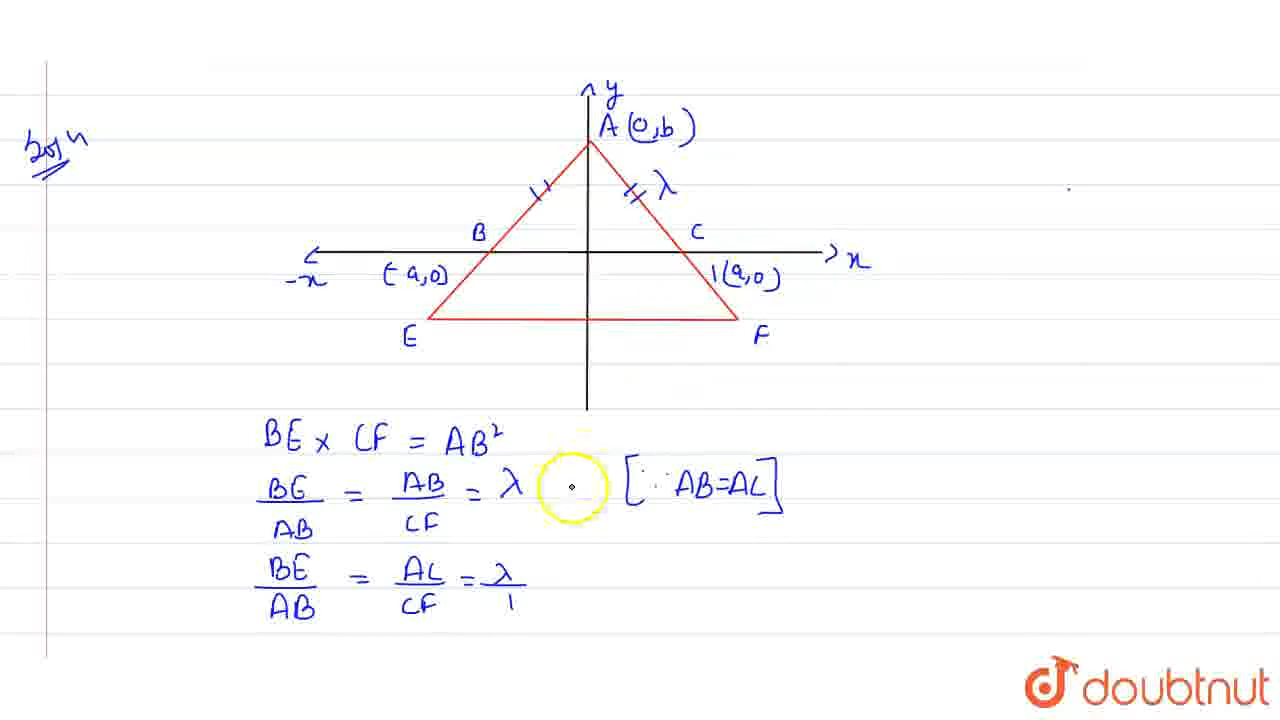 Sol n
y
A (0,b)
λ
B
C
-x
(-a,0)
1(a,0)
x
E
F
BE × CF = AB²
BE/AB = AB/CF = λ [∵ AB=AC]
BE/AB = AC/CF = λ/1
doubtnut